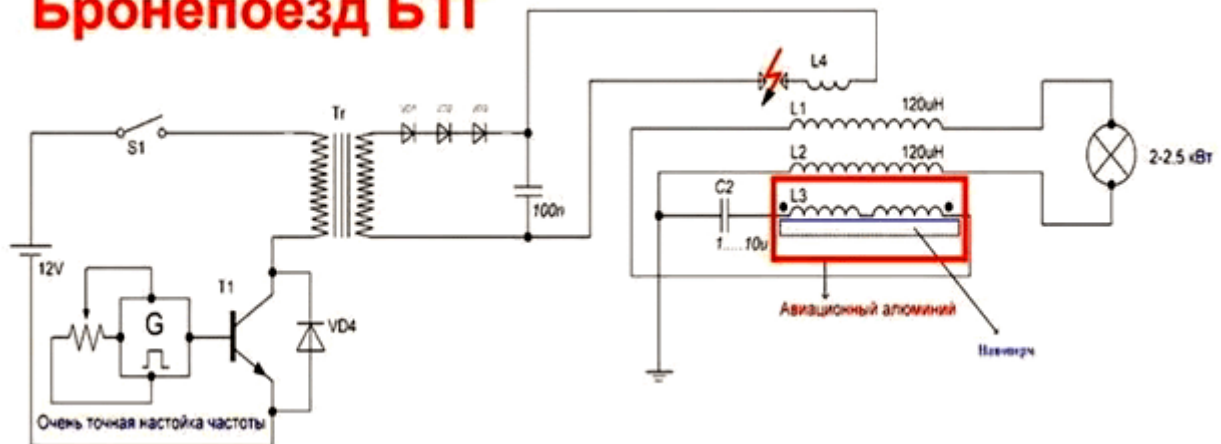 Бронепоезд БТГ
L4
Tr
L1
120uH
S1
L2
120uH
2-2.5 кВт
C2
L3
100n
1.....10u
12V
T1
Авиационный алюминий
G
VD4
Очень точная настойка частоты